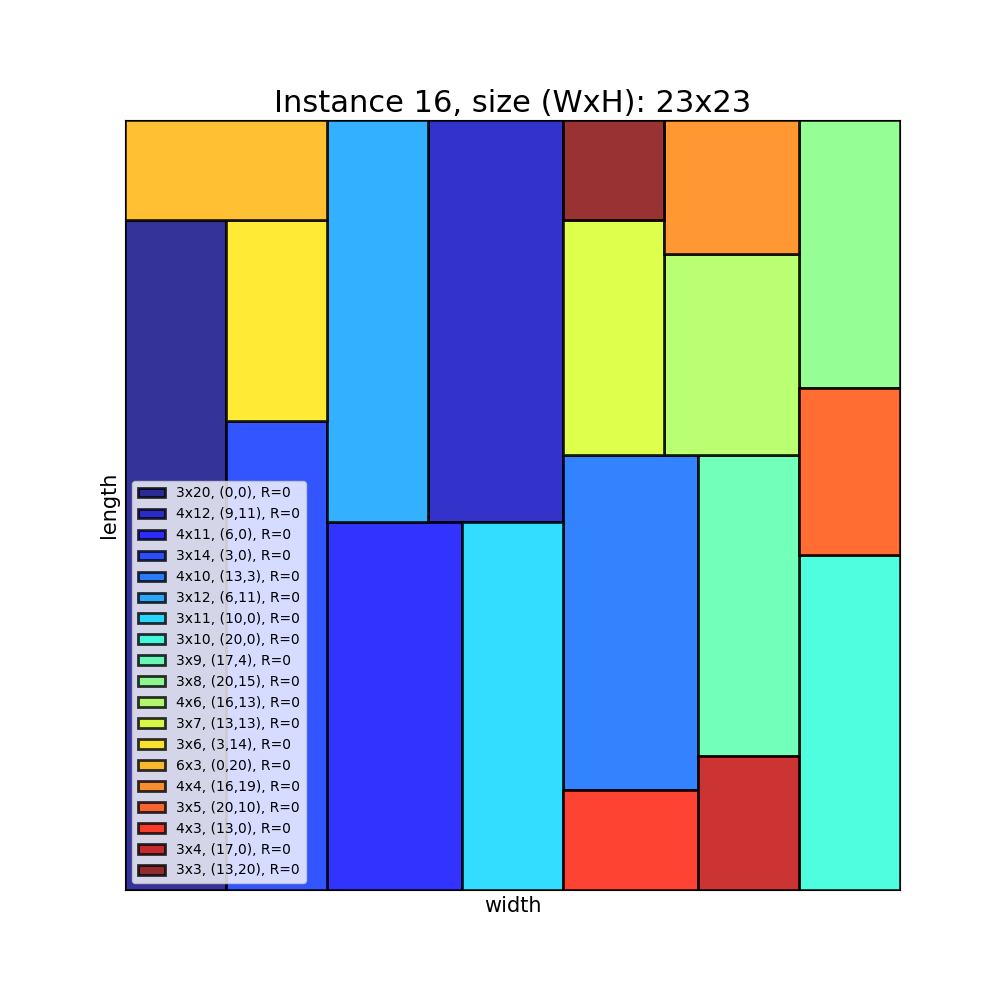 Instance 16, size (WxH): 23x23
length
3x20, (0,0), R=0
4x12, (9,11), R=0
4x11, (6,0), R=0
3x14, (3,0), R=0
4x10, (13,3), R=0
3x12, (6,11), R=0
3x11, (10,0), R=0
3x10, (20,0), R=0
3x9, (17,4), R=0
3x8, (20,15), R=0
4x6, (16,13), R=0
3x7, (13,13), R=0
3x6, (3,14), R=0
6x3, (0,20), R=0
4x4, (16,19), R=0
3x5, (20,10), R=0
4x3, (13,0), R=0
3x4, (17,0), R=0
3x3, (13,20), R=0
width